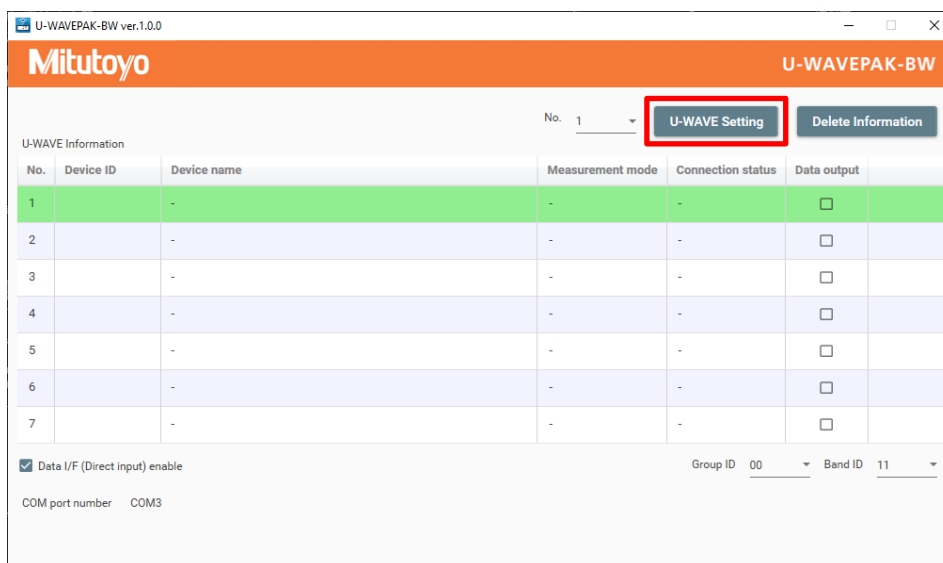 U-WAVEPAK-BW ver.1.0.0
Mitutoyo U-WAVEPAK-BW
No. 1 U-WAVE Setting Delete Information
U-WAVE Information
No. Device ID Device name Measurement mode Connection status Data output
1 - - -
2 - - -
3 - - -
4 - - -
5 - - -
6 - - -
7 - - -
Data I/F (Direct input) enable Group ID 00 Band ID 11
COM port number COM3